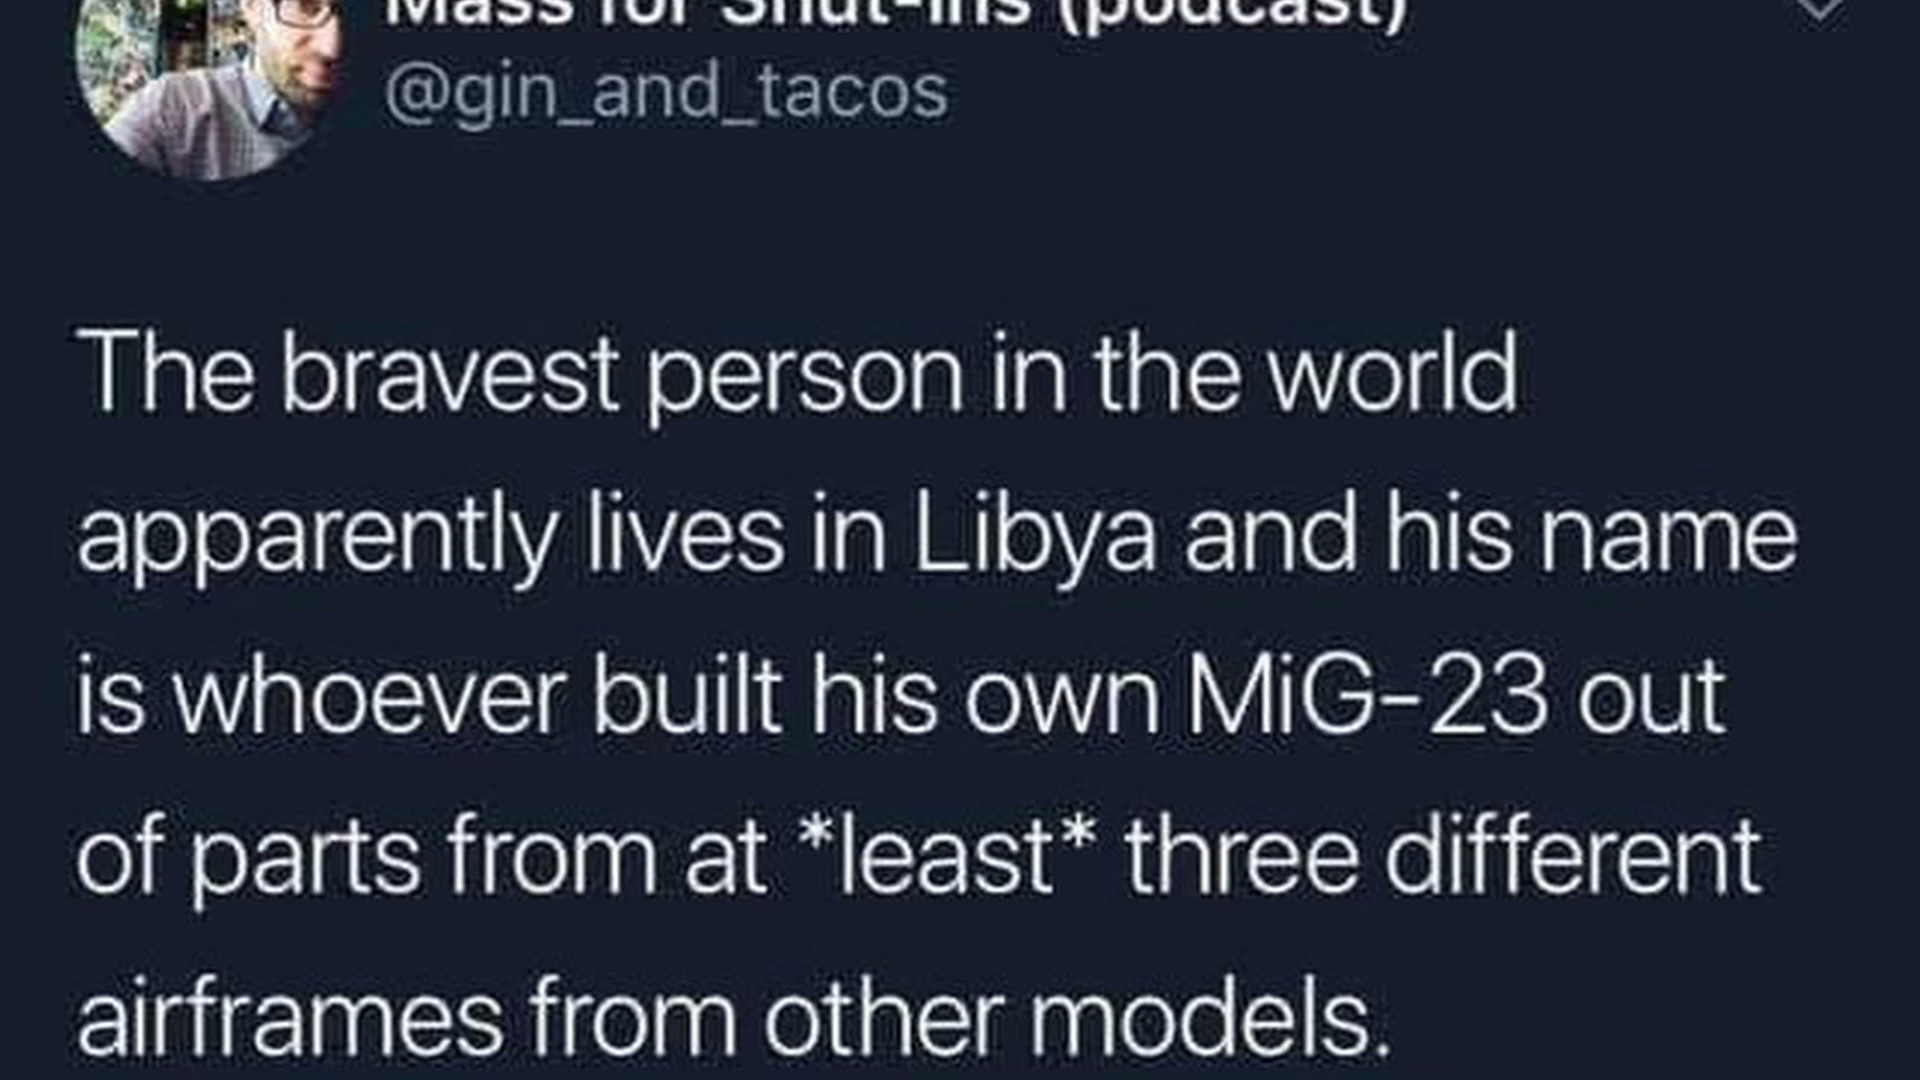 Mass for Shut-ins (podcast)
@gin_and_tacos
The bravest person in the world
apparently lives in Libya and his name
is whoever built his own MiG-23 out
of parts from at *least* three different
airframes from other models.